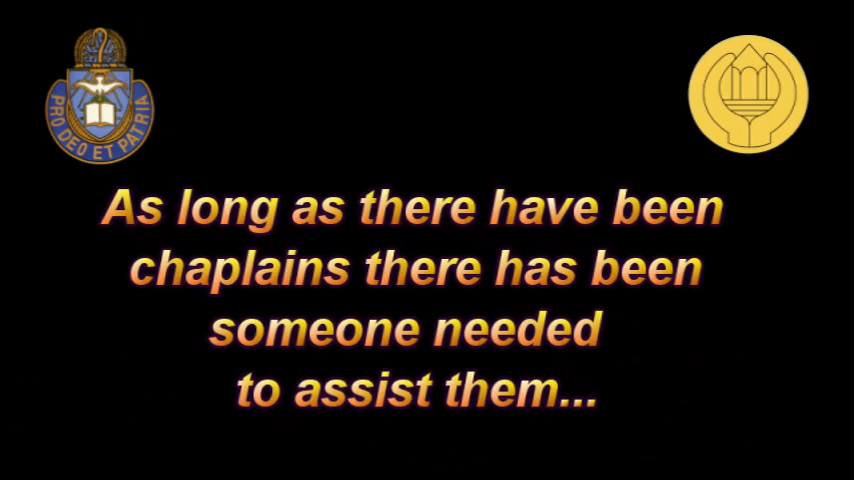 PRO DEO ET PATRIA
As long as there have been
chaplains there has been
someone needed
to assist them...